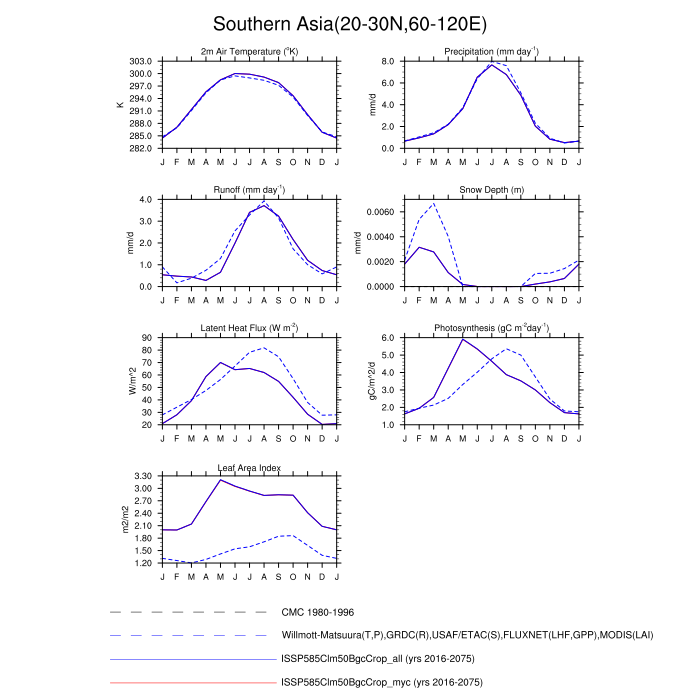 Southern Asia(20-30N,60-120E)
2m Air Temperature (°K)
303.0
300.0
297.0
294.0
291.0
288.0
285.0
282.0
K
J F M A M J J A S O N D J
Precipitation (mm day⁻¹)
8.0
6.0
4.0
2.0
0.0
mm/d
J F M A M J J A S O N D J
Runoff (mm day⁻¹)
4.0
3.0
2.0
1.0
0.0
mm/d
J F M A M J J A S O N D J
Snow Depth (m)
0.0060
0.0040
0.0020
0.0000
mm/d
J F M A M J J A S O N D J
Latent Heat Flux (W m⁻²)
90
80
70
60
50
40
30
20
W/m^2
J F M A M J J A S O N D J
Photosynthesis (gC m⁻²day⁻¹)
6.0
5.0
4.0
3.0
2.0
1.0
gC/m^2/d
J F M A M J J A S O N D J
Leaf Area Index
3.30
3.00
2.70
2.40
2.10
1.80
1.50
1.20
m2/m2
J F M A M J J A S O N D J
CMC 1980-1996
Willmott-Matsuura(T,P),GRDC(R),USAF/ETAC(S),FLUXNET(LHF,GPP),MODIS(LAI)
ISSP585Clm50BgcCrop_all (yrs 2016-2075)
ISSP585Clm50BgcCrop_myc (yrs 2016-2075)